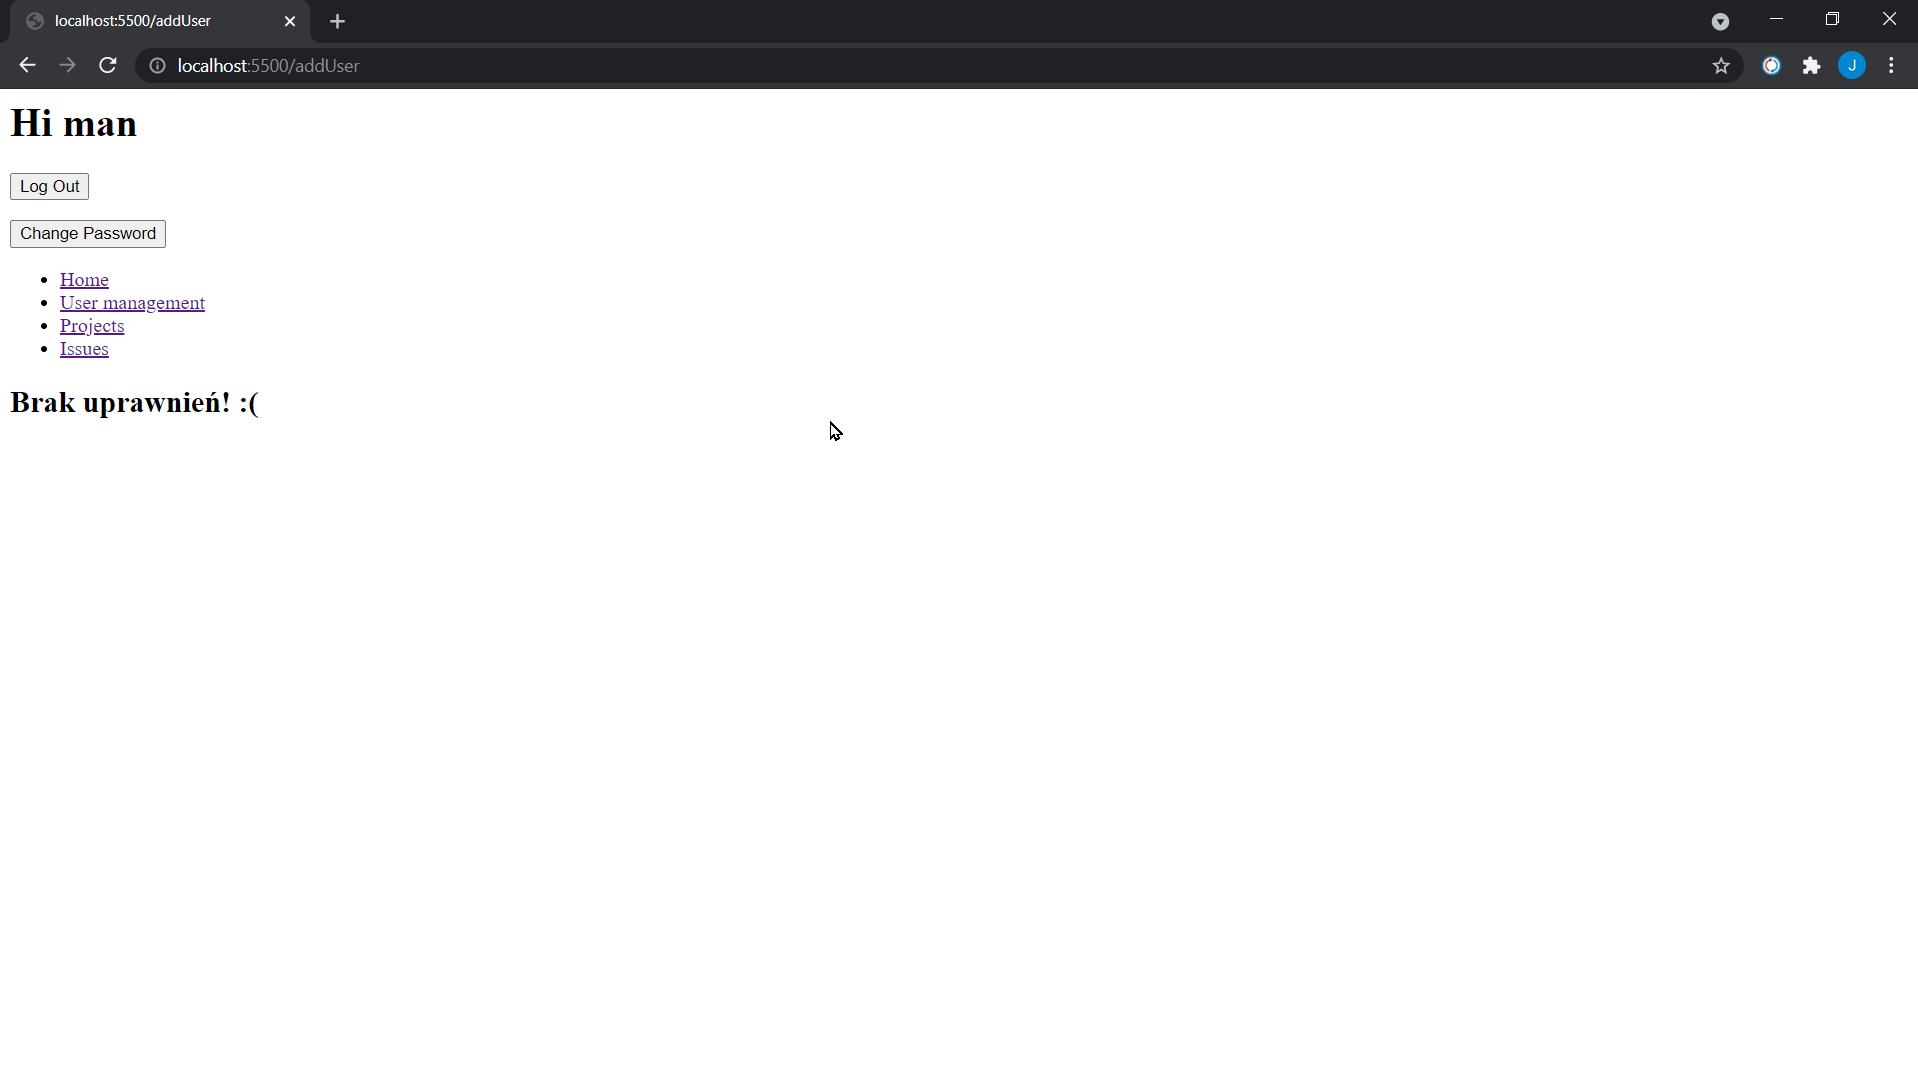 localhost:5500/addUser
localhost:5500/addUser
J
Hi man
Log Out
Change Password
Home
User management
Projects
Issues
Brak uprawnień! :(